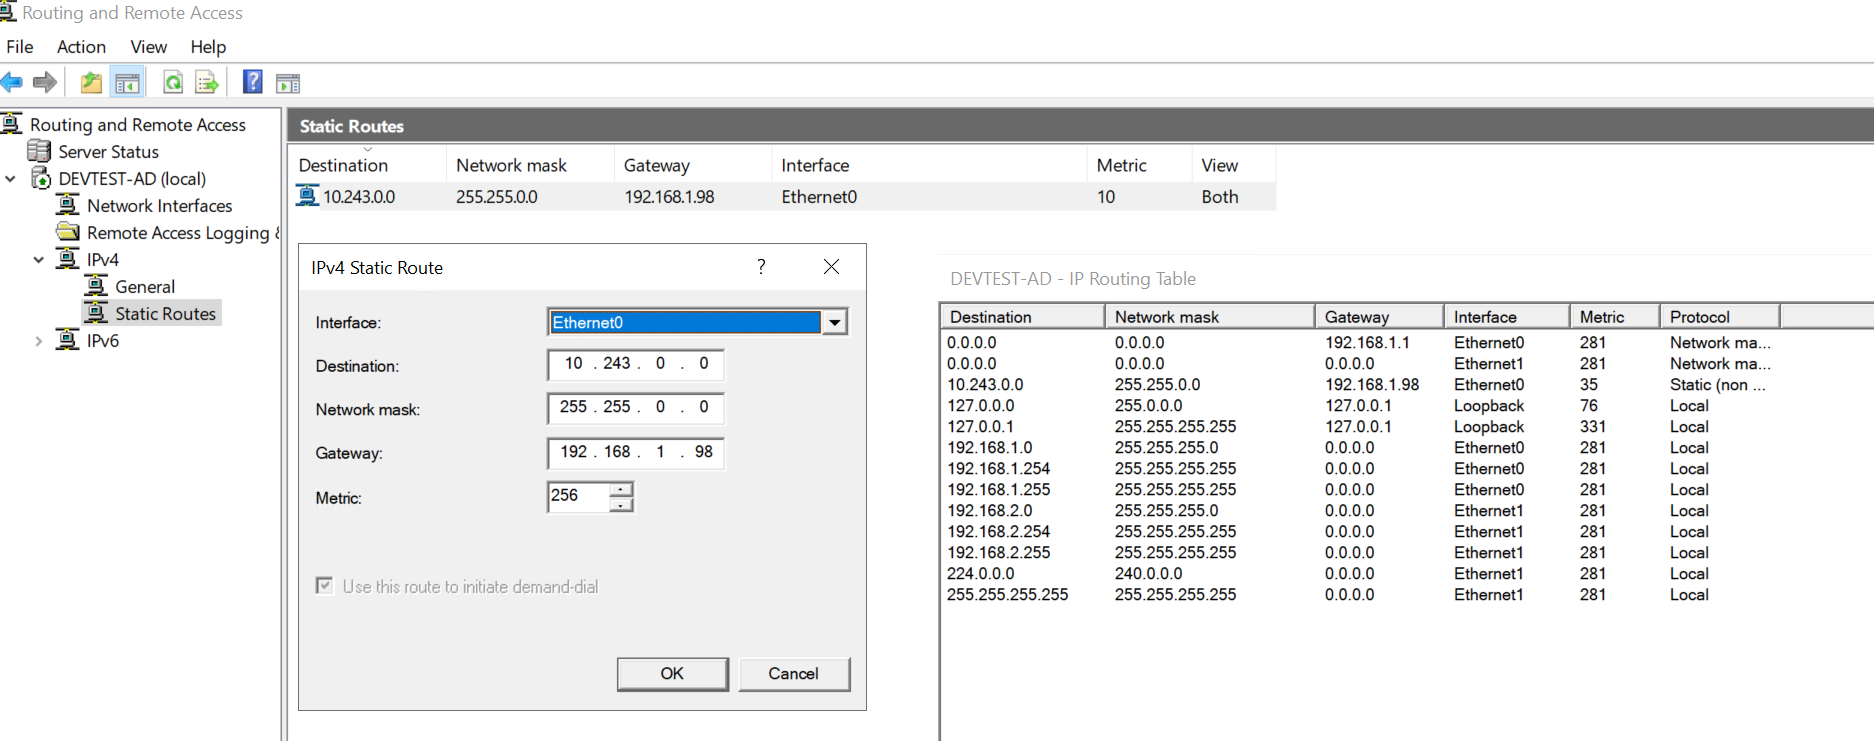 Routing and Remote Access
File Action View Help
Routing and Remote Access
Server Status
DEVTEST-AD (local)
Network Interfaces
Remote Access Logging &
IPv4
General
Static Routes
IPv6
Static Routes
Destination Network mask Gateway Interface Metric View
10.243.0.0 255.255.0.0 192.168.1.98 Ethernet0 10 Both
IPv4 Static Route ?
Interface: Ethernet0
Destination: 10 . 243 . 0 . 0
Network mask: 255 . 255 . 0 . 0
Gateway: 192 . 168 . 1 . 98
Metric: 256
Use this route to initiate demand-dial
OK Cancel
DEVTEST-AD - IP Routing Table
Destination Network mask Gateway Interface Metric Protocol
0.0.0.0 0.0.0.0 192.168.1.1 Ethernet0 281 Network ma...
0.0.0.0 0.0.0.0 Ethernet1 281 Network ma...
10.243.0.0 255.255.0.0 192.168.1.98 Ethernet0 35 Static (non ...
127.0.0.0 255.0.0.0 127.0.0.1 Loopback 76 Local
127.0.0.1 255.255.255.255 127.0.0.1 Loopback 331 Local
192.168.1.0 255.255.255.0 0.0.0.0 Ethernet0 281 Local
192.168.1.254 255.255.255.255 0.0.0.0 Ethernet0 281 Local
192.168.1.255 255.255.255.255 0.0.0.0 Ethernet0 281 Local
192.168.2.0 255.255.255.0 0.0.0.0 Ethernet1 281 Local
192.168.2.254 255.255.255.255 0.0.0.0 Ethernet1 281 Local
192.168.2.255 255.255.255.255 0.0.0.0 Ethernet1 281 Local
224.0.0.0 240.0.0.0 0.0.0.0 Ethernet1 281 Local
255.255.255.255 255.255.255.255 0.0.0.0 Ethernet1 281 Local